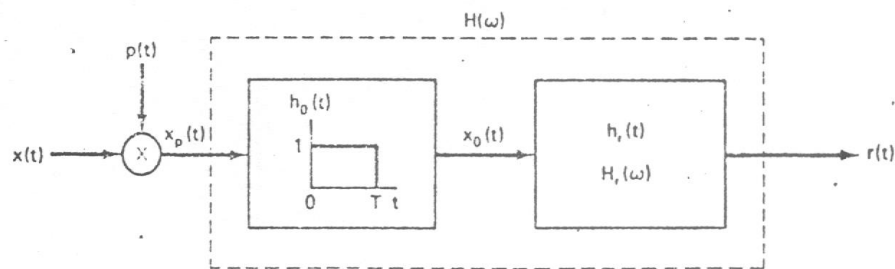 H(ω)
p(t)
h₀(t)
x(t)
X
xₚ(t)
1
0
T
t
x₀(t)
hᵣ(t)
Hᵣ(ω)
r(t)